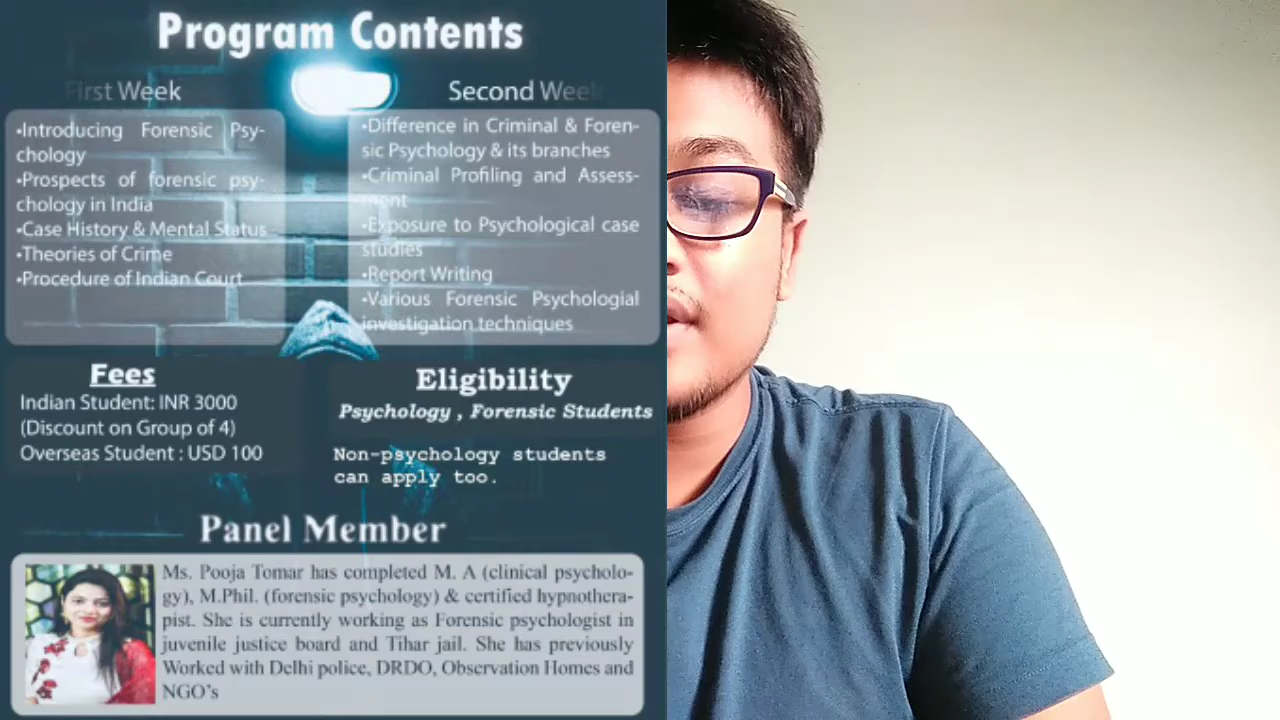 Program Contents
First Week
•Introducing Forensic Psy-
chology
•Prospects of forensic psy-
chology in India
•Case History & Mental Status
•Theories of Crime
•Procedure of Indian Court
Second Week
•Difference in Criminal & Foren-
sic Psychology & its branches
•Criminal Profiling and Assess-
ment
•Exposure to Psychological case
studies
•Report Writing
•Various Forensic Psychologial
investigation techniques
Fees
Indian Student: INR 3000
(Discount on Group of 4)
Overseas Student : USD 100
Eligibility
Psychology , Forensic Students
Non-psychology students
can apply too.
Panel Member
Ms. Pooja Tomar has completed M. A (clinical psycholo-
gy), M.Phil. (forensic psychology) & certified hypnothera-
pist. She is currently working as Forensic psychologist in
juvenile justice board and Tihar jail. She has previously
Worked with Delhi police, DRDO, Observation Homes and
NGO’s